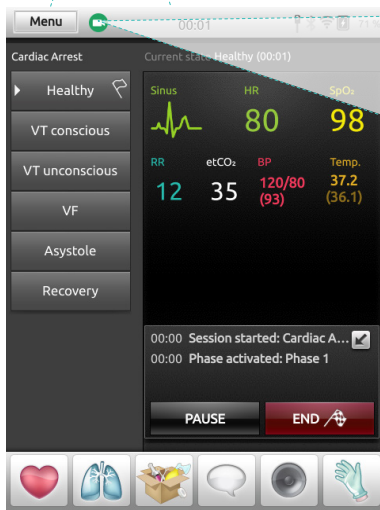 Menu
00:01
71 %
Cardiac Arrest
Current state Healthy (00:01)
Healthy
VT conscious
VT unconscious
VF
Asystole
Recovery
Sinus HR SpO₂
80 98
RR etCO₂ BP Temp.
12 35 120/80 37.2
(93) (36.1)
00:00 Session started: Cardiac A...
00:00 Phase activated: Phase 1
PAUSE END